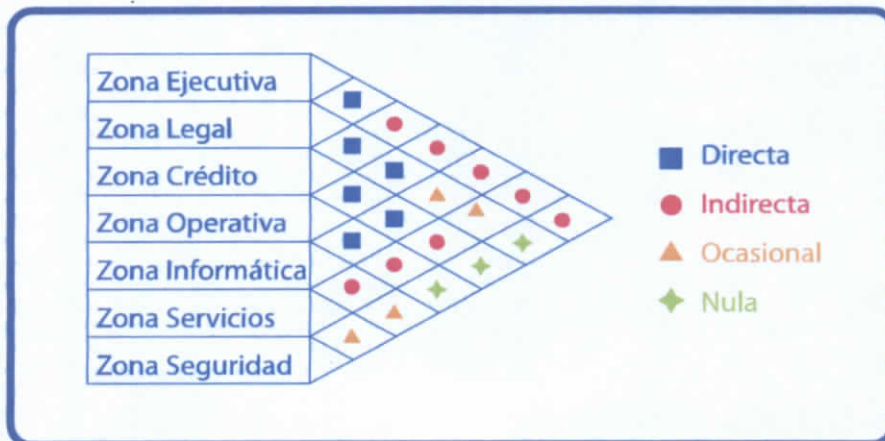 Zona Ejecutiva
Zona Legal
Zona Crédito
Zona Operativa
Zona Informática
Zona Servicios
Zona Seguridad
Directa
Indirecta
Ocasional
Nula